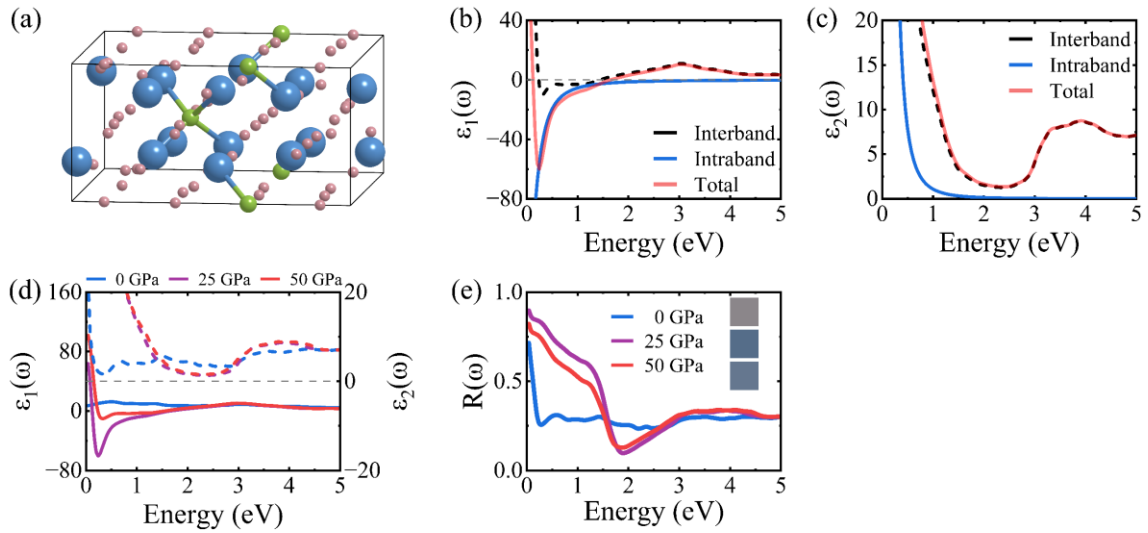 (a)
(b)
40
0
−40
−80
ε₁(ω)
Interband
Intraband
Total
0 1 2 3 4 5
Energy (eV)
(c)
20
15
10
5
0
ε₂(ω)
Interband
Intraband
Total
0 1 2 3 4 5
Energy (eV)
(d)
0 GPa 25 GPa 50 GPa
160
80
0
−80
ε₁(ω)
20
0
−20
ε₂(ω)
0 1 2 3 4 5
Energy (eV)
(e)
1.0
0.5
0.0
R(ω)
0 GPa
25 GPa
50 GPa
0 1 2 3 4 5
Energy (eV)